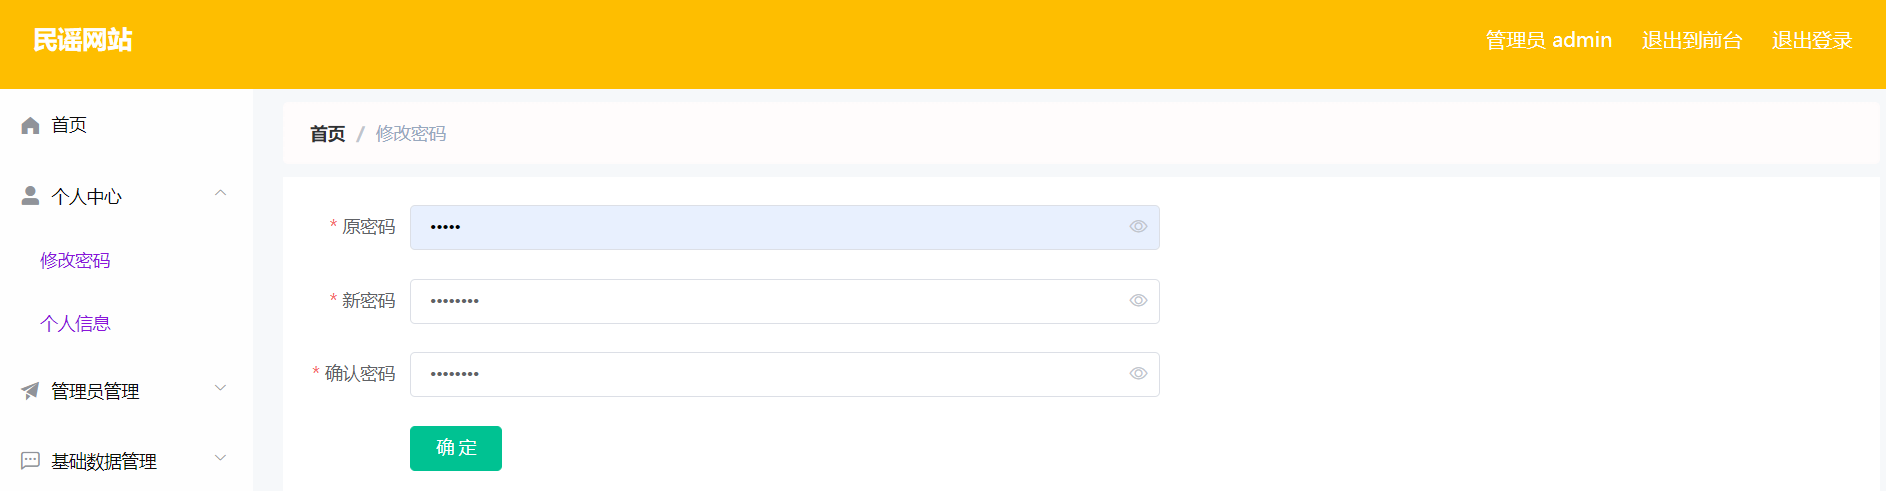 民谣网站
管理员 admin 退出到前台 退出登录
首页
个人中心
修改密码
个人信息
管理员管理
基础数据管理
首页 / 修改密码
* 原密码 •••••
* 新密码 ••••••••
* 确认密码 ••••••••
确定